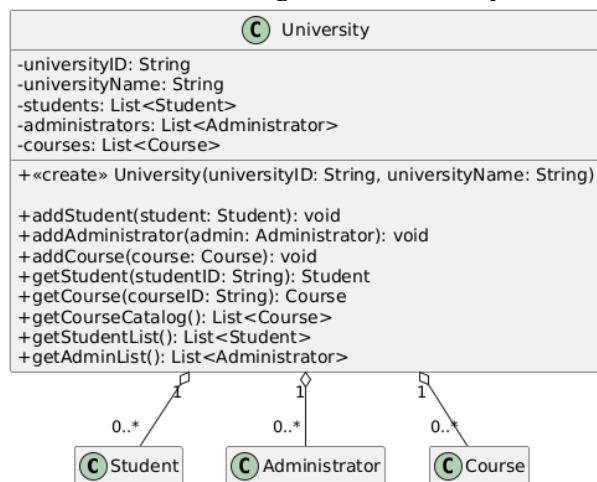 C University
-universityID: String
-universityName: String
-students: List<Student>
-administrators: List<Administrator>
-courses: List<Course>
+«create» University(universityID: String, universityName: String)
+addStudent(student: Student): void
+addAdministrator(admin: Administrator): void
+addCourse(course: Course): void
+getStudent(studentID: String): Student
+getCourse(courseID: String): Course
+getCourseCatalog(): List<Course>
+getStudentList(): List<Student>
+getAdminList(): List<Administrator>
1 1 1
0..* 0..* 0..*
C Student C Administrator C Course